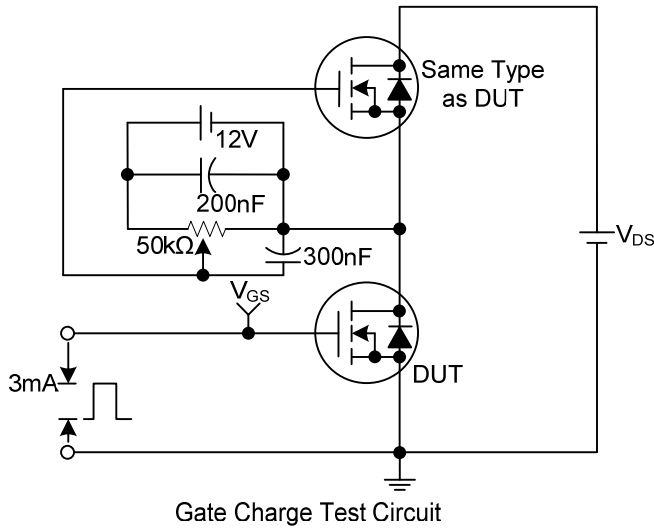 Same Type
as DUT
12V
200nF
50kΩ
300nF
V_DS
V_GS
3mA
DUT
Gate Charge Test Circuit